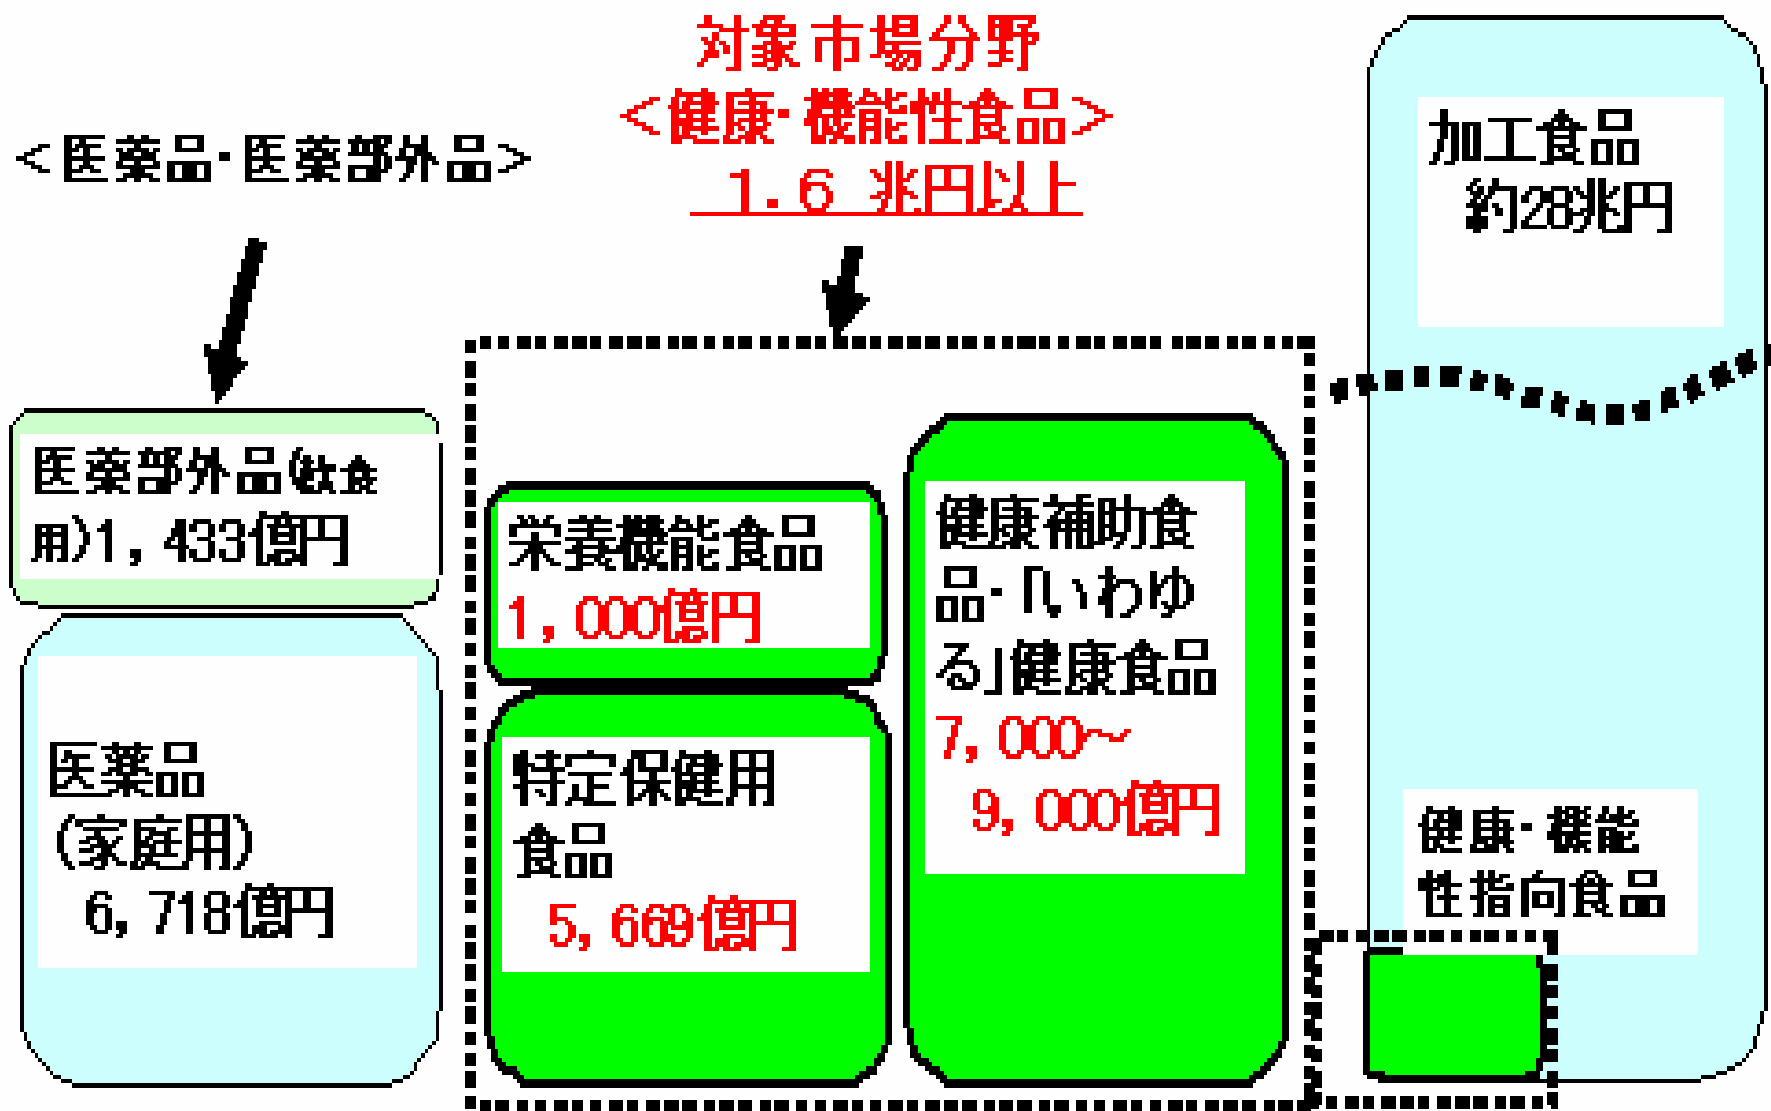 対象市場分野
<健康・機能性食品>
1.6 兆円以上
<医薬品・医薬部外品>
医薬部外品(飲食
用)1,433億円
医薬品
(家庭用)
6,718億円
栄養機能食品
1,000億円
特定保健用
食品
5,669億円
健康補助食
品・「いわゆ
る」健康食品
7,000~
9,000億円
加工食品
約28兆円
健康・機能
性指向食品